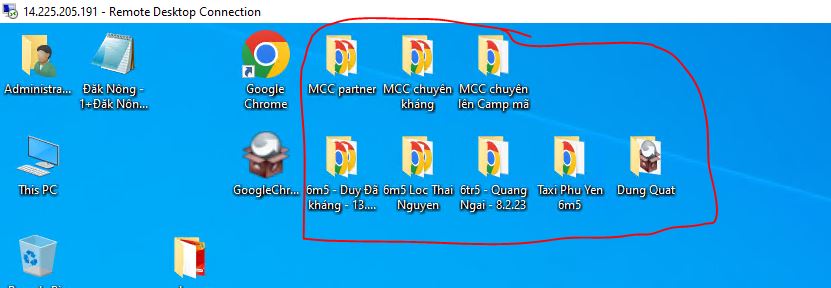 14.225.205.191 - Remote Desktop Connection
Administra...
Đăk Nông -
1+Đăk Nôn...
Google
Chrome
MCC partner
MCC chuyên
kháng
MCC chuyên
lên Camp mã
This PC
GoogleChr...
6m5 - Duy Đã
kháng - 13....
6m5 Loc Thai
Nguyen
6tr5 - Quang
Ngai - 8.2.23
Taxi Phu Yen
6m5
Dung Quat